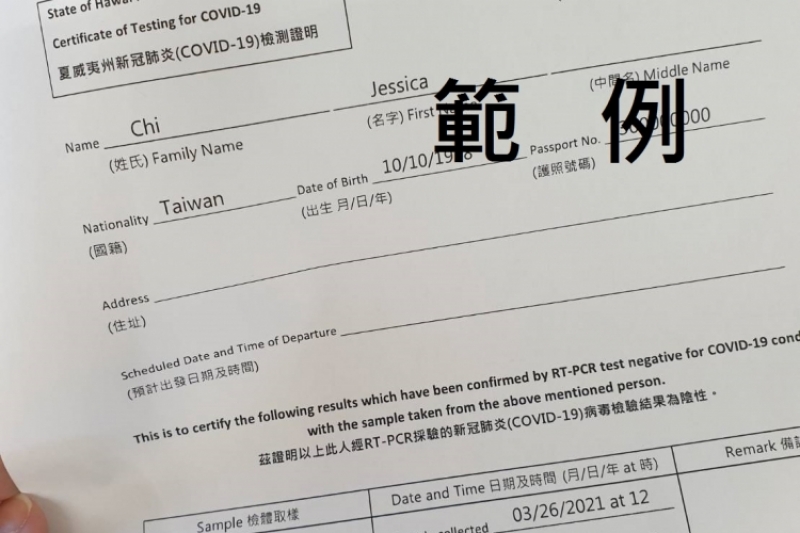 State of Hawai
Certificate of Testing for COVID-19
夏威夷州新冠肺炎(COVID-19)檢測證明
範 例
Name Chi Jessica
(姓氏) Family Name (名字) First (中間名) Middle Name
Nationality Taiwan Date of Birth 10/10/19 8 Passport No. 300000000
(國籍) (出生 月/日/年) (護照號碼)
Address
(住址)
Scheduled Date and Time of Departure
(預計出發日期及時間)
This is to certify the following results which have been confirmed by RT-PCR test negative for COVID-19 cond
with the sample taken from the above mentioned person.
茲證明以上此人經RT-PCR採驗的新冠肺炎(COVID-19)病毒檢驗結果為陰性。
Sample 檢體取樣 Date and Time 日期及時間 (月/日/年 at 時) Remark 備註
collected 03/26/2021 at 12